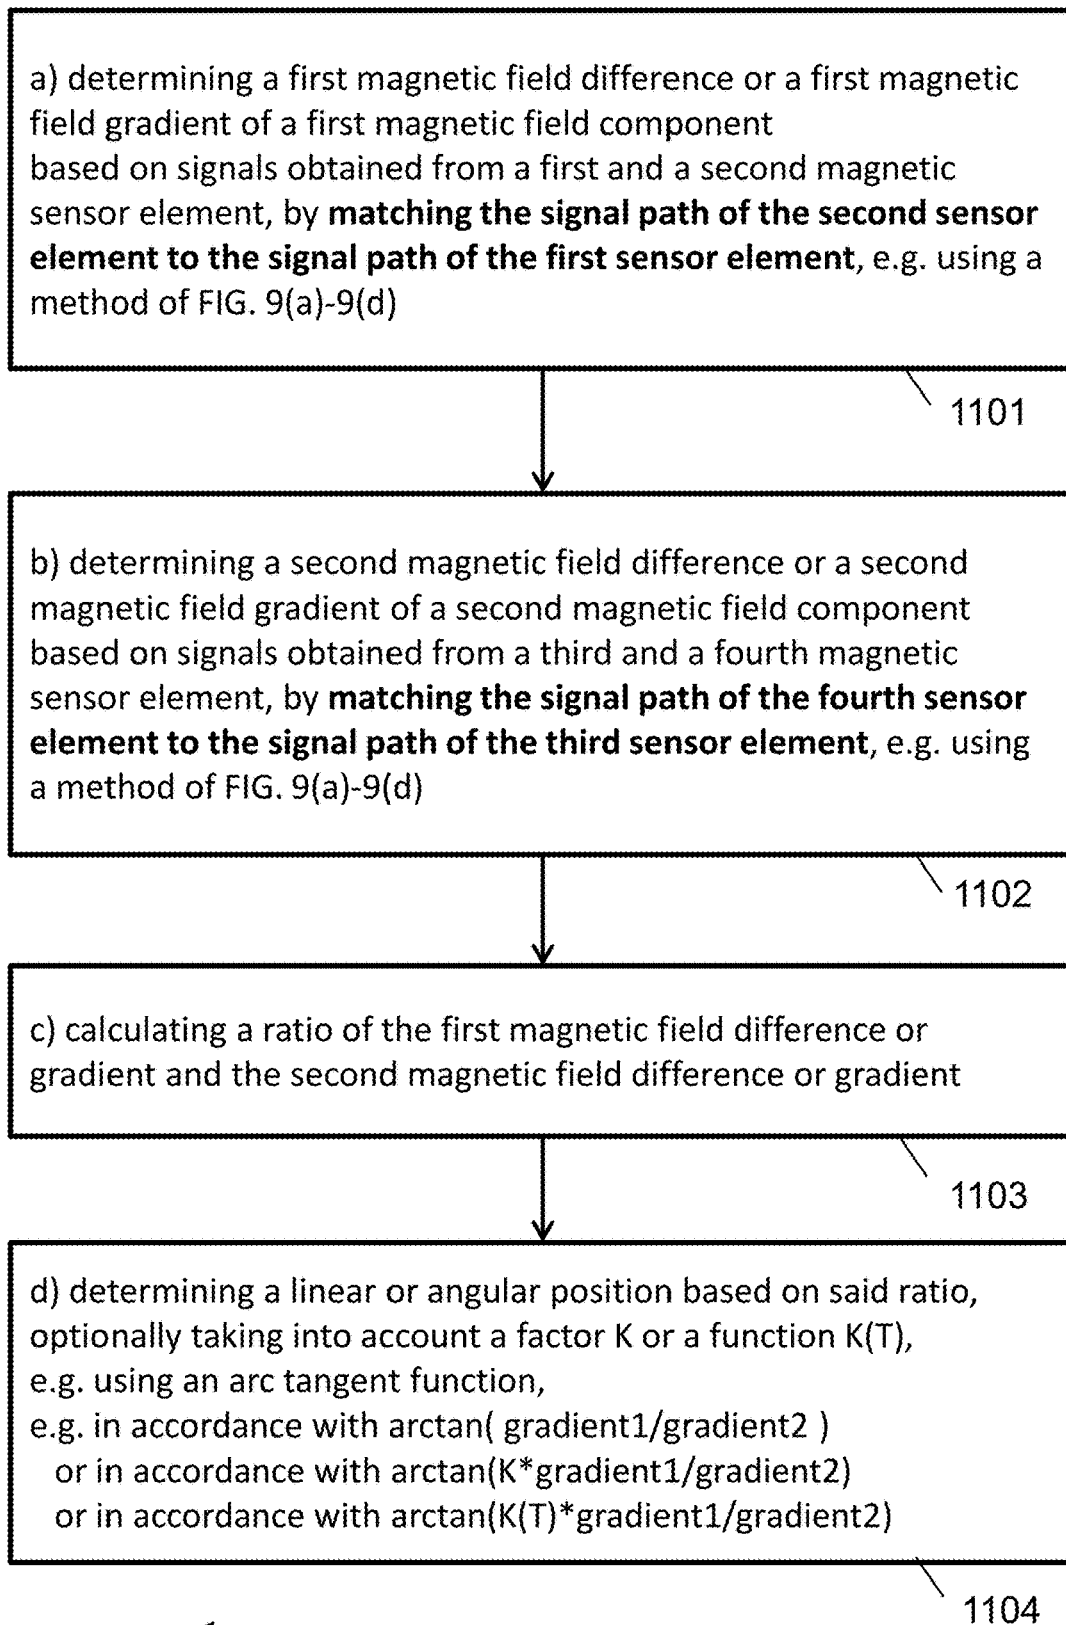 a) determining a first magnetic field difference or a first magnetic
field gradient of a first magnetic field component
based on signals obtained from a first and a second magnetic
sensor element, by matching the signal path of the second sensor
element to the signal path of the first sensor element, e.g. using a
method of FIG. 9(a)-9(d)
1101
b) determining a second magnetic field difference or a second
magnetic field gradient of a second magnetic field component
based on signals obtained from a third and a fourth magnetic
sensor element, by matching the signal path of the fourth sensor
element to the signal path of the third sensor element, e.g. using
a method of FIG. 9(a)-9(d)
1102
c) calculating a ratio of the first magnetic field difference or
gradient and the second magnetic field difference or gradient
1103
d) determining a linear or angular position based on said ratio,
optionally taking into account a factor K or a function K(T),
e.g. using an arc tangent function,
e.g. in accordance with arctan( gradient1/gradient2 )
or in accordance with arctan(K*gradient1/gradient2)
or in accordance with arctan(K(T)*gradient1/gradient2)
1104